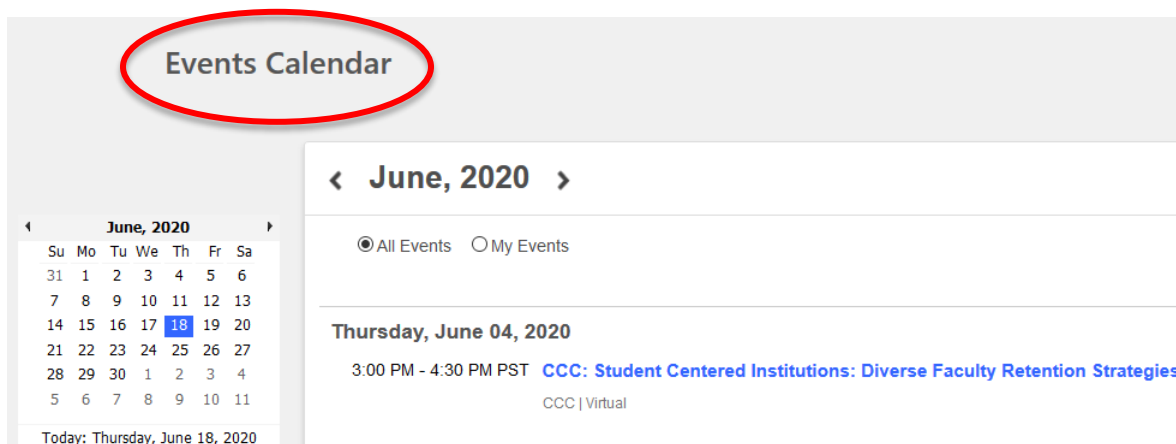 Events Calendar
June, 2020
June, 2020
Su Mo Tu We Th Fr Sa
31 1 2 3 4 5 6
7 8 9 10 11 12 13
14 15 16 17 18 19 20
21 22 23 24 25 26 27
28 29 30 1 2 3 4
5 6 7 8 9 10 11
Today: Thursday, June 18, 2020
All Events My Events
Thursday, June 04, 2020
3:00 PM - 4:30 PM PST CCC: Student Centered Institutions: Diverse Faculty Retention Strategies
CCC | Virtual